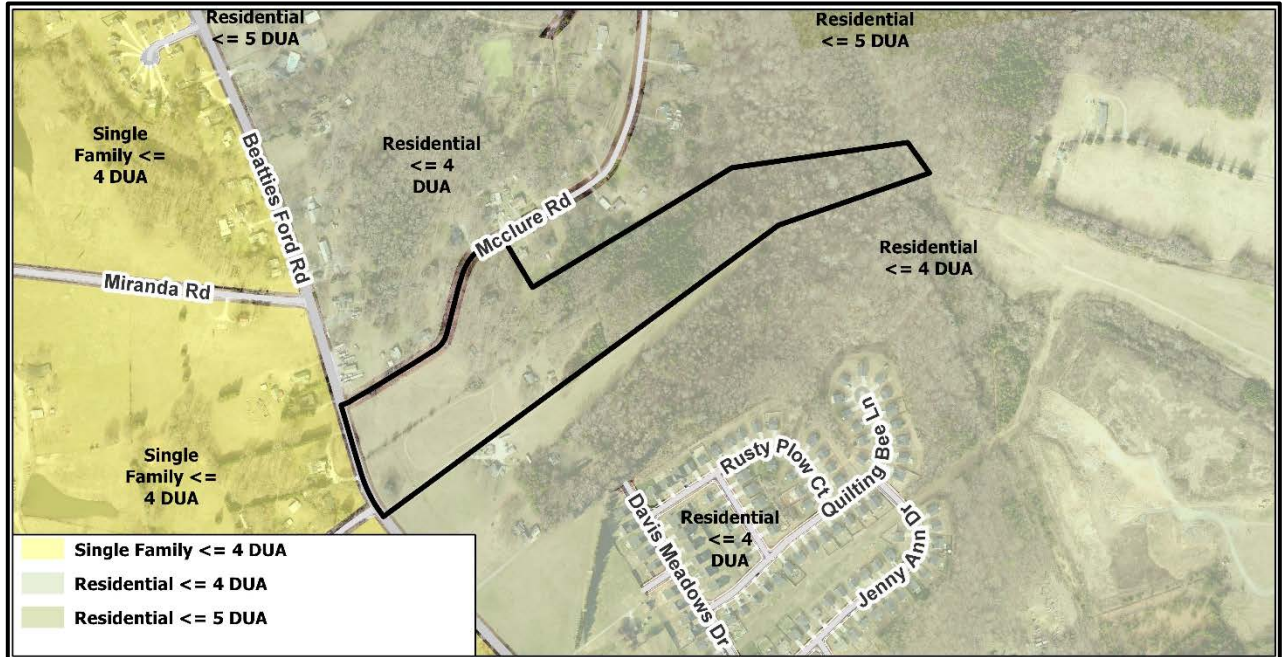 Residential
<= 5 DUA
Residential
<= 5 DUA
Single
Family <=
4 DUA
Beatties Ford Rd
Residential
<= 4
DUA
Mcclure Rd
Miranda Rd
Residential
<= 4 DUA
Single
Family <=
4 DUA
Rusty Plow Ct
Quilting Bee Ln
Davis Meadows Dr
Residential
<= 4
DUA
Jenny Ann Dr
Single Family <= 4 DUA
Residential <= 4 DUA
Residential <= 5 DUA